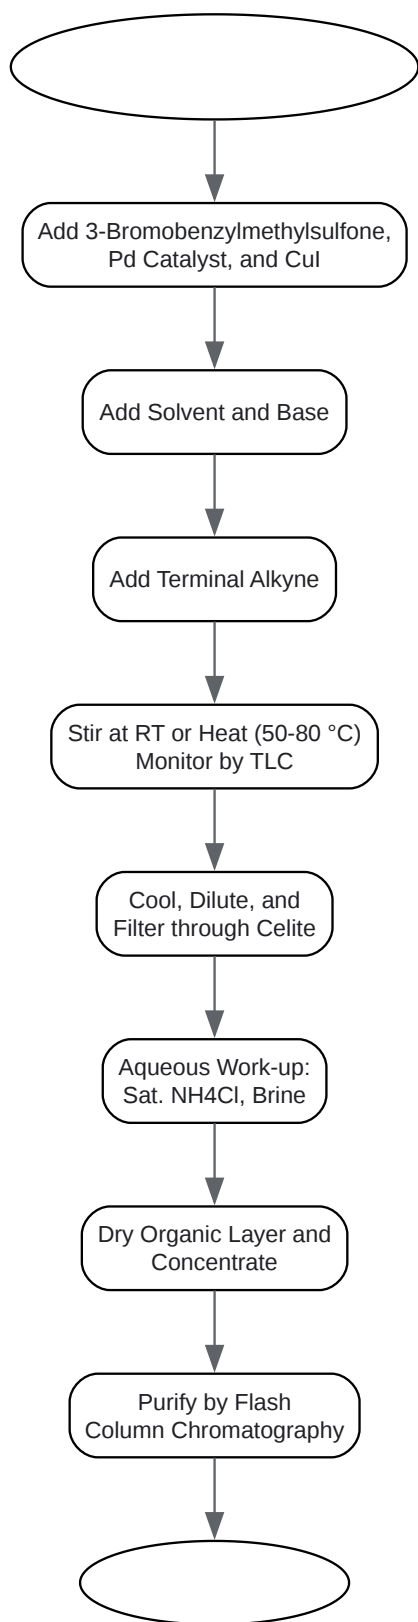 Add 3-Bromobenzylmethylsulfone,
Pd Catalyst, and CuI
Add Solvent and Base
Add Terminal Alkyne
Stir at RT or Heat (50-80 °C)
Monitor by TLC
Cool, Dilute, and
Filter through Celite
Aqueous Work-up:
Sat. NH4Cl, Brine
Dry Organic Layer and
Concentrate
Purify by Flash
Column Chromatography